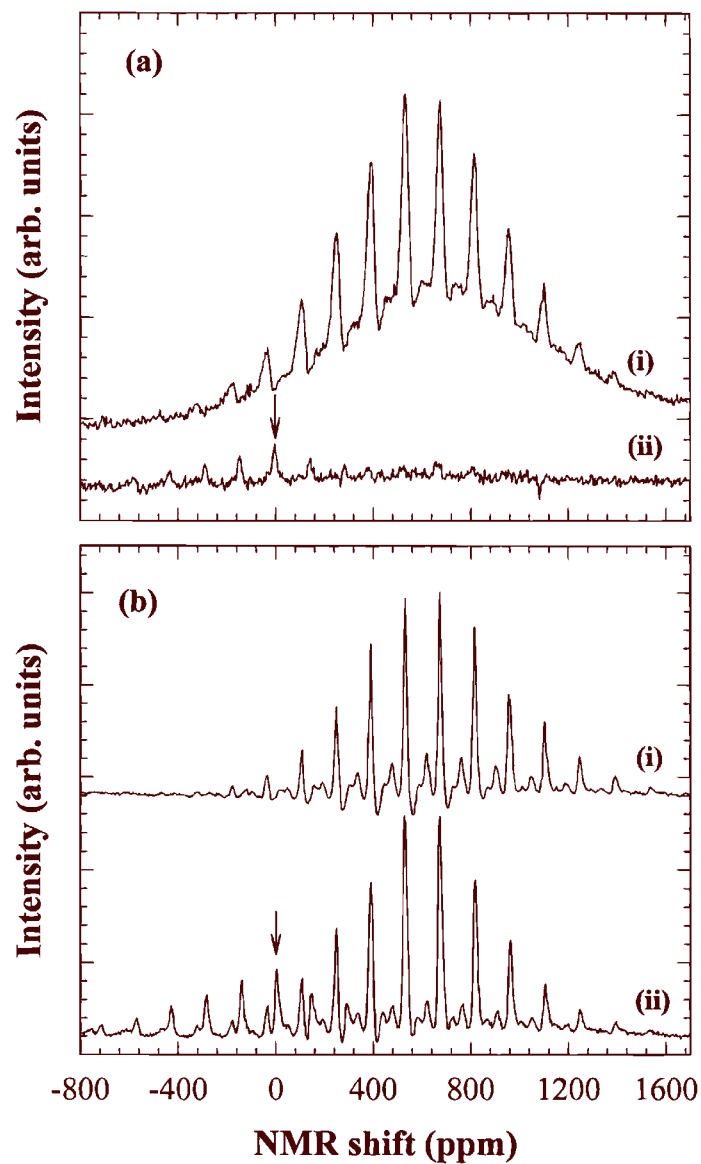 (a)
Intensity (arb. units)
(i)
(ii)
(b)
Intensity (arb. units)
(i)
(ii)
-800 -400 0 400 800 1200 1600
NMR shift (ppm)